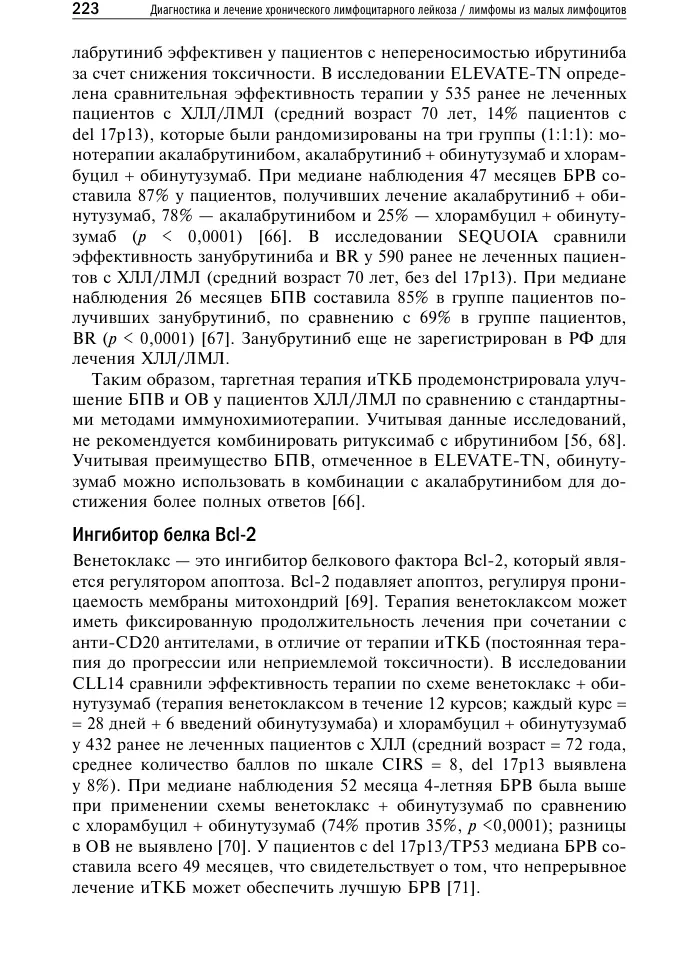 223 Диагностика и лечение хронического лимфоцитарного лейкоза / лимфомы из малых лимфоцитов
лабрутиниб эффективен у пациентов с непереносимостью ибрутиниба
за счет снижения токсичности. В исследовании ELEVATE-TN опреде-
лена сравнительная эффективность терапии у 535 ранее не леченных
пациентов с ХЛЛ/ЛМЛ (средний возраст 70 лет, 14% пациентов с
del 17p13), которые были рандомизированы на три группы (1:1:1): мо-
нотерапии акалабрутинибом, акалабрутиниб + обинутузумаб и хлорам-
буцил + обинутузумаб. При медиане наблюдения 47 месяцев БРВ со-
ставила 87% у пациентов, получивших лечение акалабрутиниб + оби-
нутузумаб, 78% — акалабрутинибом и 25% — хлорамбуцил + обинуту-
зумаб (p < 0,0001) [66]. В исследовании SEQUOIA сравнили
эффективность занубрутиниба и BR у 590 ранее не леченных пациен-
тов с ХЛЛ/ЛМЛ (средний возраст 70 лет, без del 17p13). При медиане
наблюдения 26 месяцев БПВ составила 85% в группе пациентов по-
лучивших занубрутиниб, по сравнению с 69% в группе пациентов,
BR (p < 0,0001) [67]. Занубрутиниб еще не зарегистрирован в РФ для
лечения ХЛЛ/ЛМЛ.
Таким образом, таргетная терапия иТКБ продемонстрировала улуч-
шение БПВ и ОВ у пациентов ХЛЛ/ЛМЛ по сравнению с стандартны-
ми методами иммунохимиотерапии. Учитывая данные исследований,
не рекомендуется комбинировать ритуксимаб с ибрутинибом [56, 68].
Учитывая преимущество БПВ, отмеченное в ELEVATE-TN, обинуту-
зумаб можно использовать в комбинации с акалабрутинибом для до-
стижения более полных ответов [66].
Ингибитор белка Bcl-2
Венетоклакс — это ингибитор белкового фактора Bcl-2, который явля-
ется регулятором апоптоза. Bcl-2 подавляет апоптоз, регулируя прони-
цаемость мембраны митохондрий [69]. Терапия венетоклаксом может
иметь фиксированную продолжительность лечения при сочетании с
анти-CD20 антителами, в отличие от терапии иТКБ (постоянная тера-
пия до прогрессии или неприемлемой токсичности). В исследовании
CLL14 сравнили эффективность терапии по схеме венетоклакс + оби-
нутузумаб (терапия венетоклаксом в течение 12 курсов; каждый курс =
= 28 дней + 6 введений обинутузумаба) и хлорамбуцил + обинутузумаб
у 432 ранее не леченных пациентов с ХЛЛ (средний возраст = 72 года,
среднее количество баллов по шкале CIRS = 8, del 17p13 выявлена
у 8%). При медиане наблюдения 52 месяца 4-летняя БРВ была выше
при применении схемы венетоклакс + обинутузумаб по сравнению
с хлорамбуцил + обинутузумаб (74% против 35%, p <0,0001); разницы
в ОВ не выявлено [70]. У пациентов с del 17p13/TP53 медиана БРВ со-
ставила всего 49 месяцев, что свидетельствует о том, что непрерывное
лечение иТКБ может обеспечить лучшую БРВ [71].